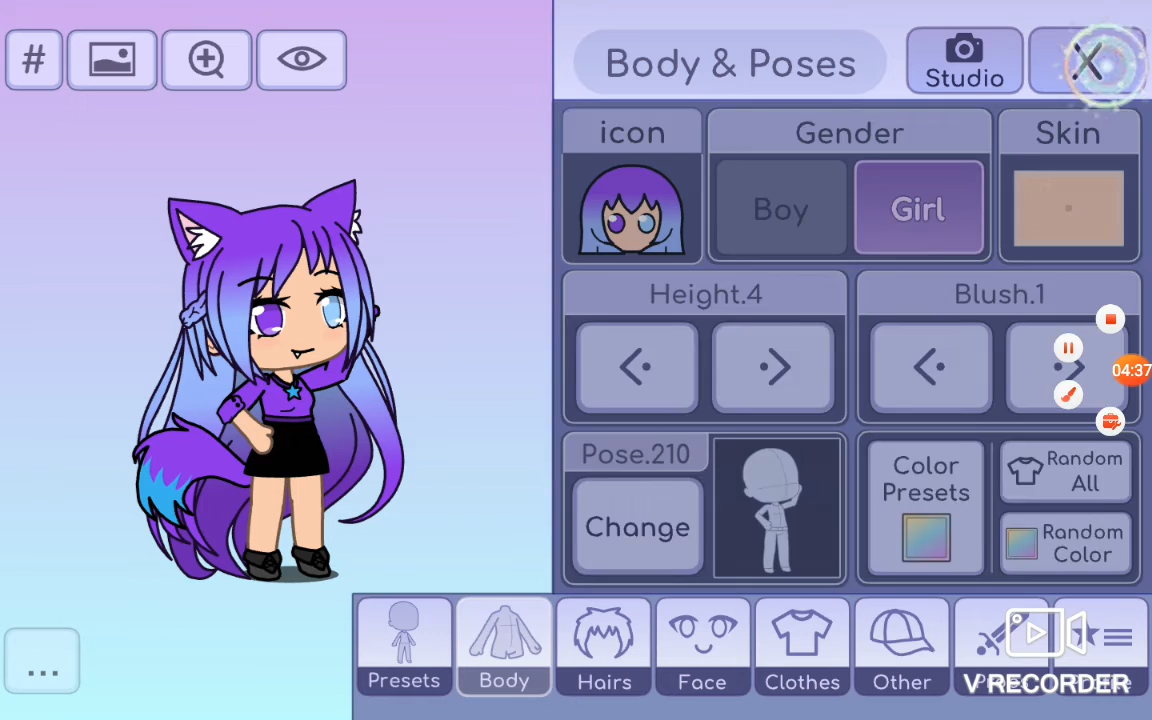 #
Body & Poses
Studio
X
icon
Gender
Skin
Boy
Girl
Height.4
Blush.1
04:37
Pose.210
Change
Color
Presets
Random
All
Random
Color
...
Presets
Body
Hairs
Face
Clothes
Other
V RECORDER